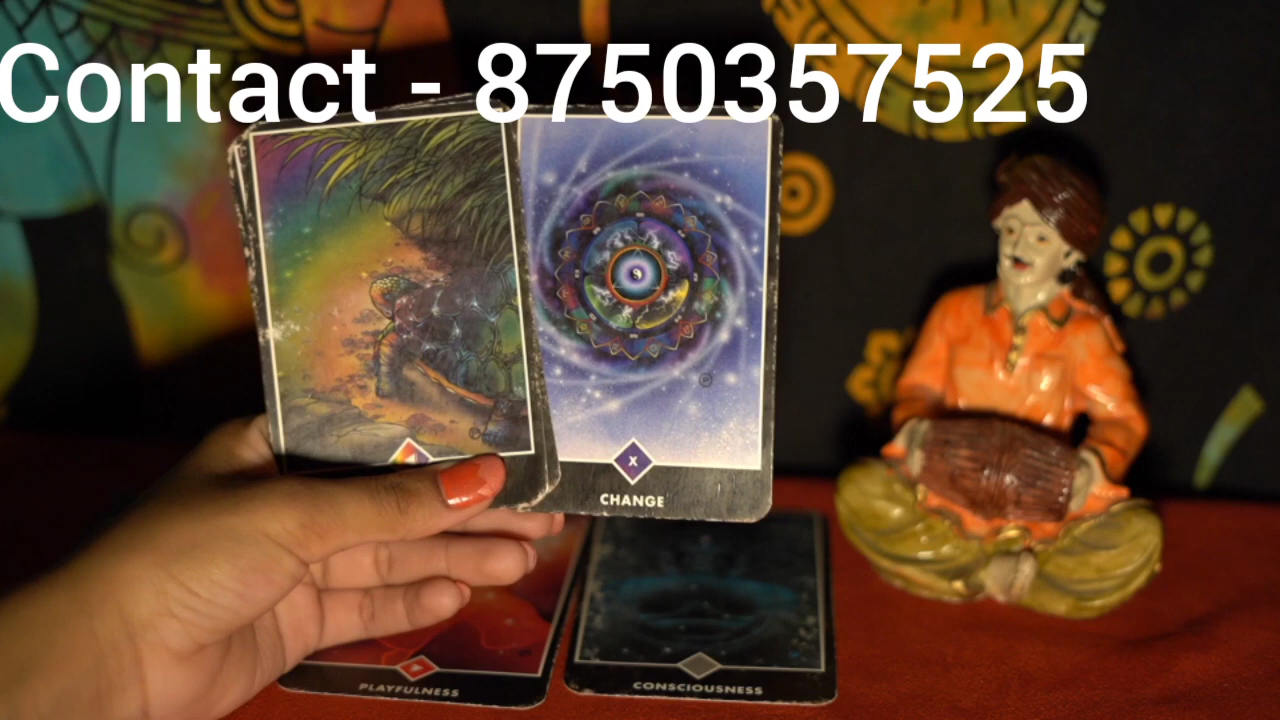 Contact - 8750357525
X
CHANGE
PLAYFULNESS
CONSCIOUSNESS